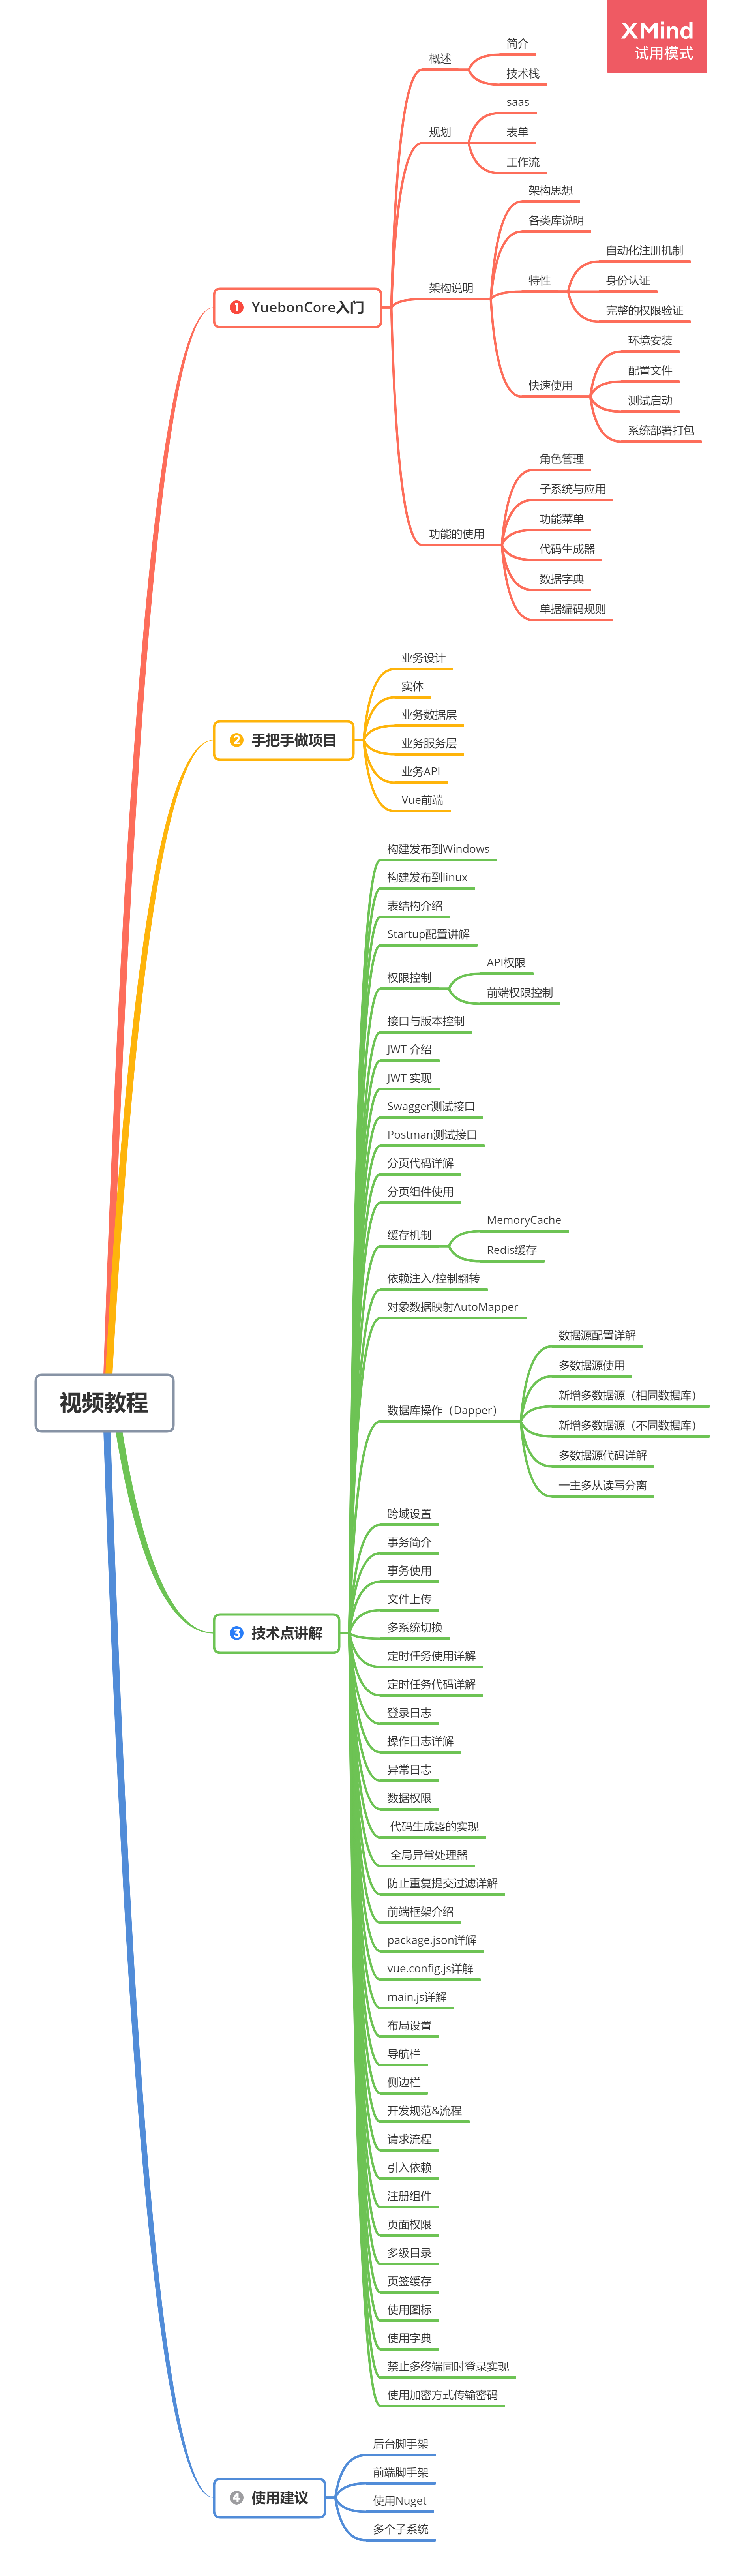 XMind
试用模式
视频教程
❶ YuebonCore入门
概述
简介
技术栈
规划
saas
表单
工作流
架构说明
架构思想
各类库说明
特性
自动化注册机制
身份认证
完整的权限验证
快速使用
环境安装
配置文件
测试启动
系统部署打包
功能的使用
角色管理
子系统与应用
功能菜单
代码生成器
数据字典
单据编码规则
❷ 手把手做项目
业务设计
实体
业务数据层
业务服务层
业务API
Vue前端
❸ 技术点讲解
构建发布到Windows
构建发布到linux
表结构介绍
Startup配置讲解
权限控制
API权限
前端权限控制
接口与版本控制
JWT 介绍
JWT 实现
Swagger测试接口
Postman测试接口
分页代码详解
分页组件使用
缓存机制
MemoryCache
Redis缓存
依赖注入/控制翻转
对象数据映射AutoMapper
数据库操作（Dapper）
数据源配置详解
多数据源使用
新增多数据源（相同数据库）
新增多数据源（不同数据库）
多数据源代码详解
一主多从读写分离
跨域设置
事务简介
事务使用
文件上传
多系统切换
定时任务使用详解
定时任务代码详解
登录日志
操作日志详解
异常日志
数据权限
代码生成器的实现
全局异常处理器
防止重复提交过滤详解
前端框架介绍
package.json详解
vue.config.js详解
main.js详解
布局设置
导航栏
侧边栏
开发规范&流程
请求流程
引入依赖
注册组件
页面权限
多级目录
页签缓存
使用图标
使用字典
禁止多终端同时登录实现
使用加密方式传输密码
❹ 使用建议
后台脚手架
前端脚手架
使用Nuget
多个子系统